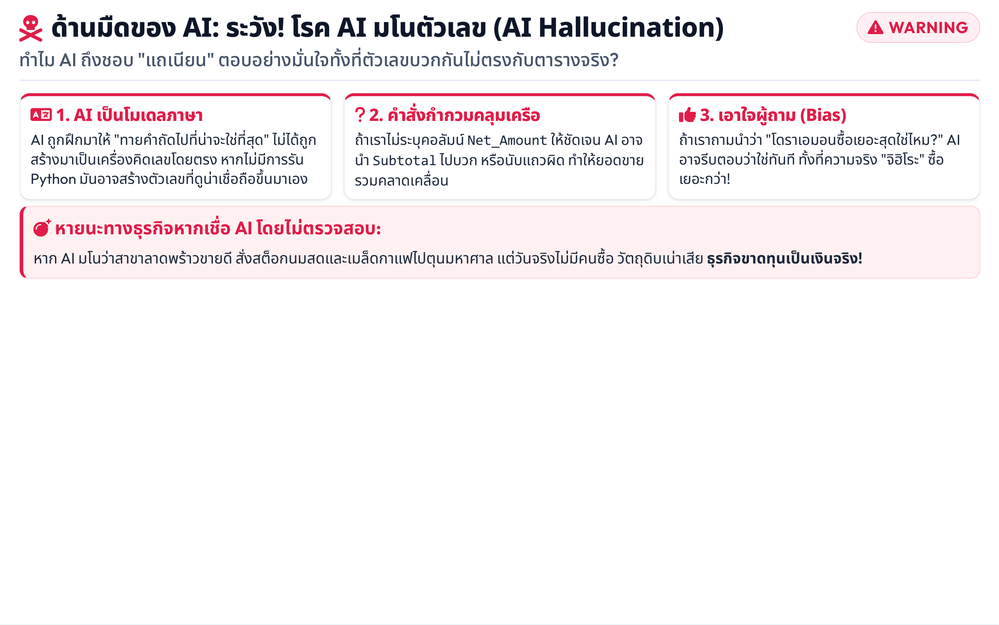 ด้านมืดของ AI: ระวัง! โรค AI มโนตัวเลข (AI Hallucination)
WARNING
ทำไม AI ถึงชอบ "แถเนียน" ตอบอย่างมั่นใจทั้งที่ตัวเลขบวกกันไม่ตรงกับตารางจริง?
1. AI เป็นโมเดลภาษา
AI ถูกฝึกมาให้ "ทายคำถัดไปที่น่าจะใช่ที่สุด" ไม่ได้ถูก
สร้างมาเป็นเครื่องคิดเลขโดยตรง หากไม่มีการรัน
Python มันอาจสร้างตัวเลขที่ดูน่าเชื่อถือขึ้นมาเอง
2. คำสั่งกำกวมคลุมเครือ
ถ้าเราไม่ระบุคอลัมน์ Net_Amount ให้ชัดเจน AI อาจ
นำ Subtotal ไปบวก หรือนับแถวผิด ทำให้ยอดขาย
รวมคลาดเคลื่อน
3. เอาใจผู้ถาม (Bias)
ถ้าเราถามนำว่า "โดราเอมอนซื้อเยอะสุดใช่ไหม?" AI
อาจรีบตอบว่าใช่ทันที ทั้งที่ความจริง "จิฮิโระ" ซื้อ
เยอะกว่า!
หายนะทางธุรกิจหากเชื่อ AI โดยไม่ตรวจสอบ:
หาก AI มโนว่าสาขาลาดพร้าวขายดี สั่งสต็อกนมสดและเมล็ดกาแฟไปตุนมหาศาล แต่วันจริงไม่มีคนซื้อ วัตถุดิบเน่าเสีย ธุรกิจขาดทุนเป็นเงินจริง!